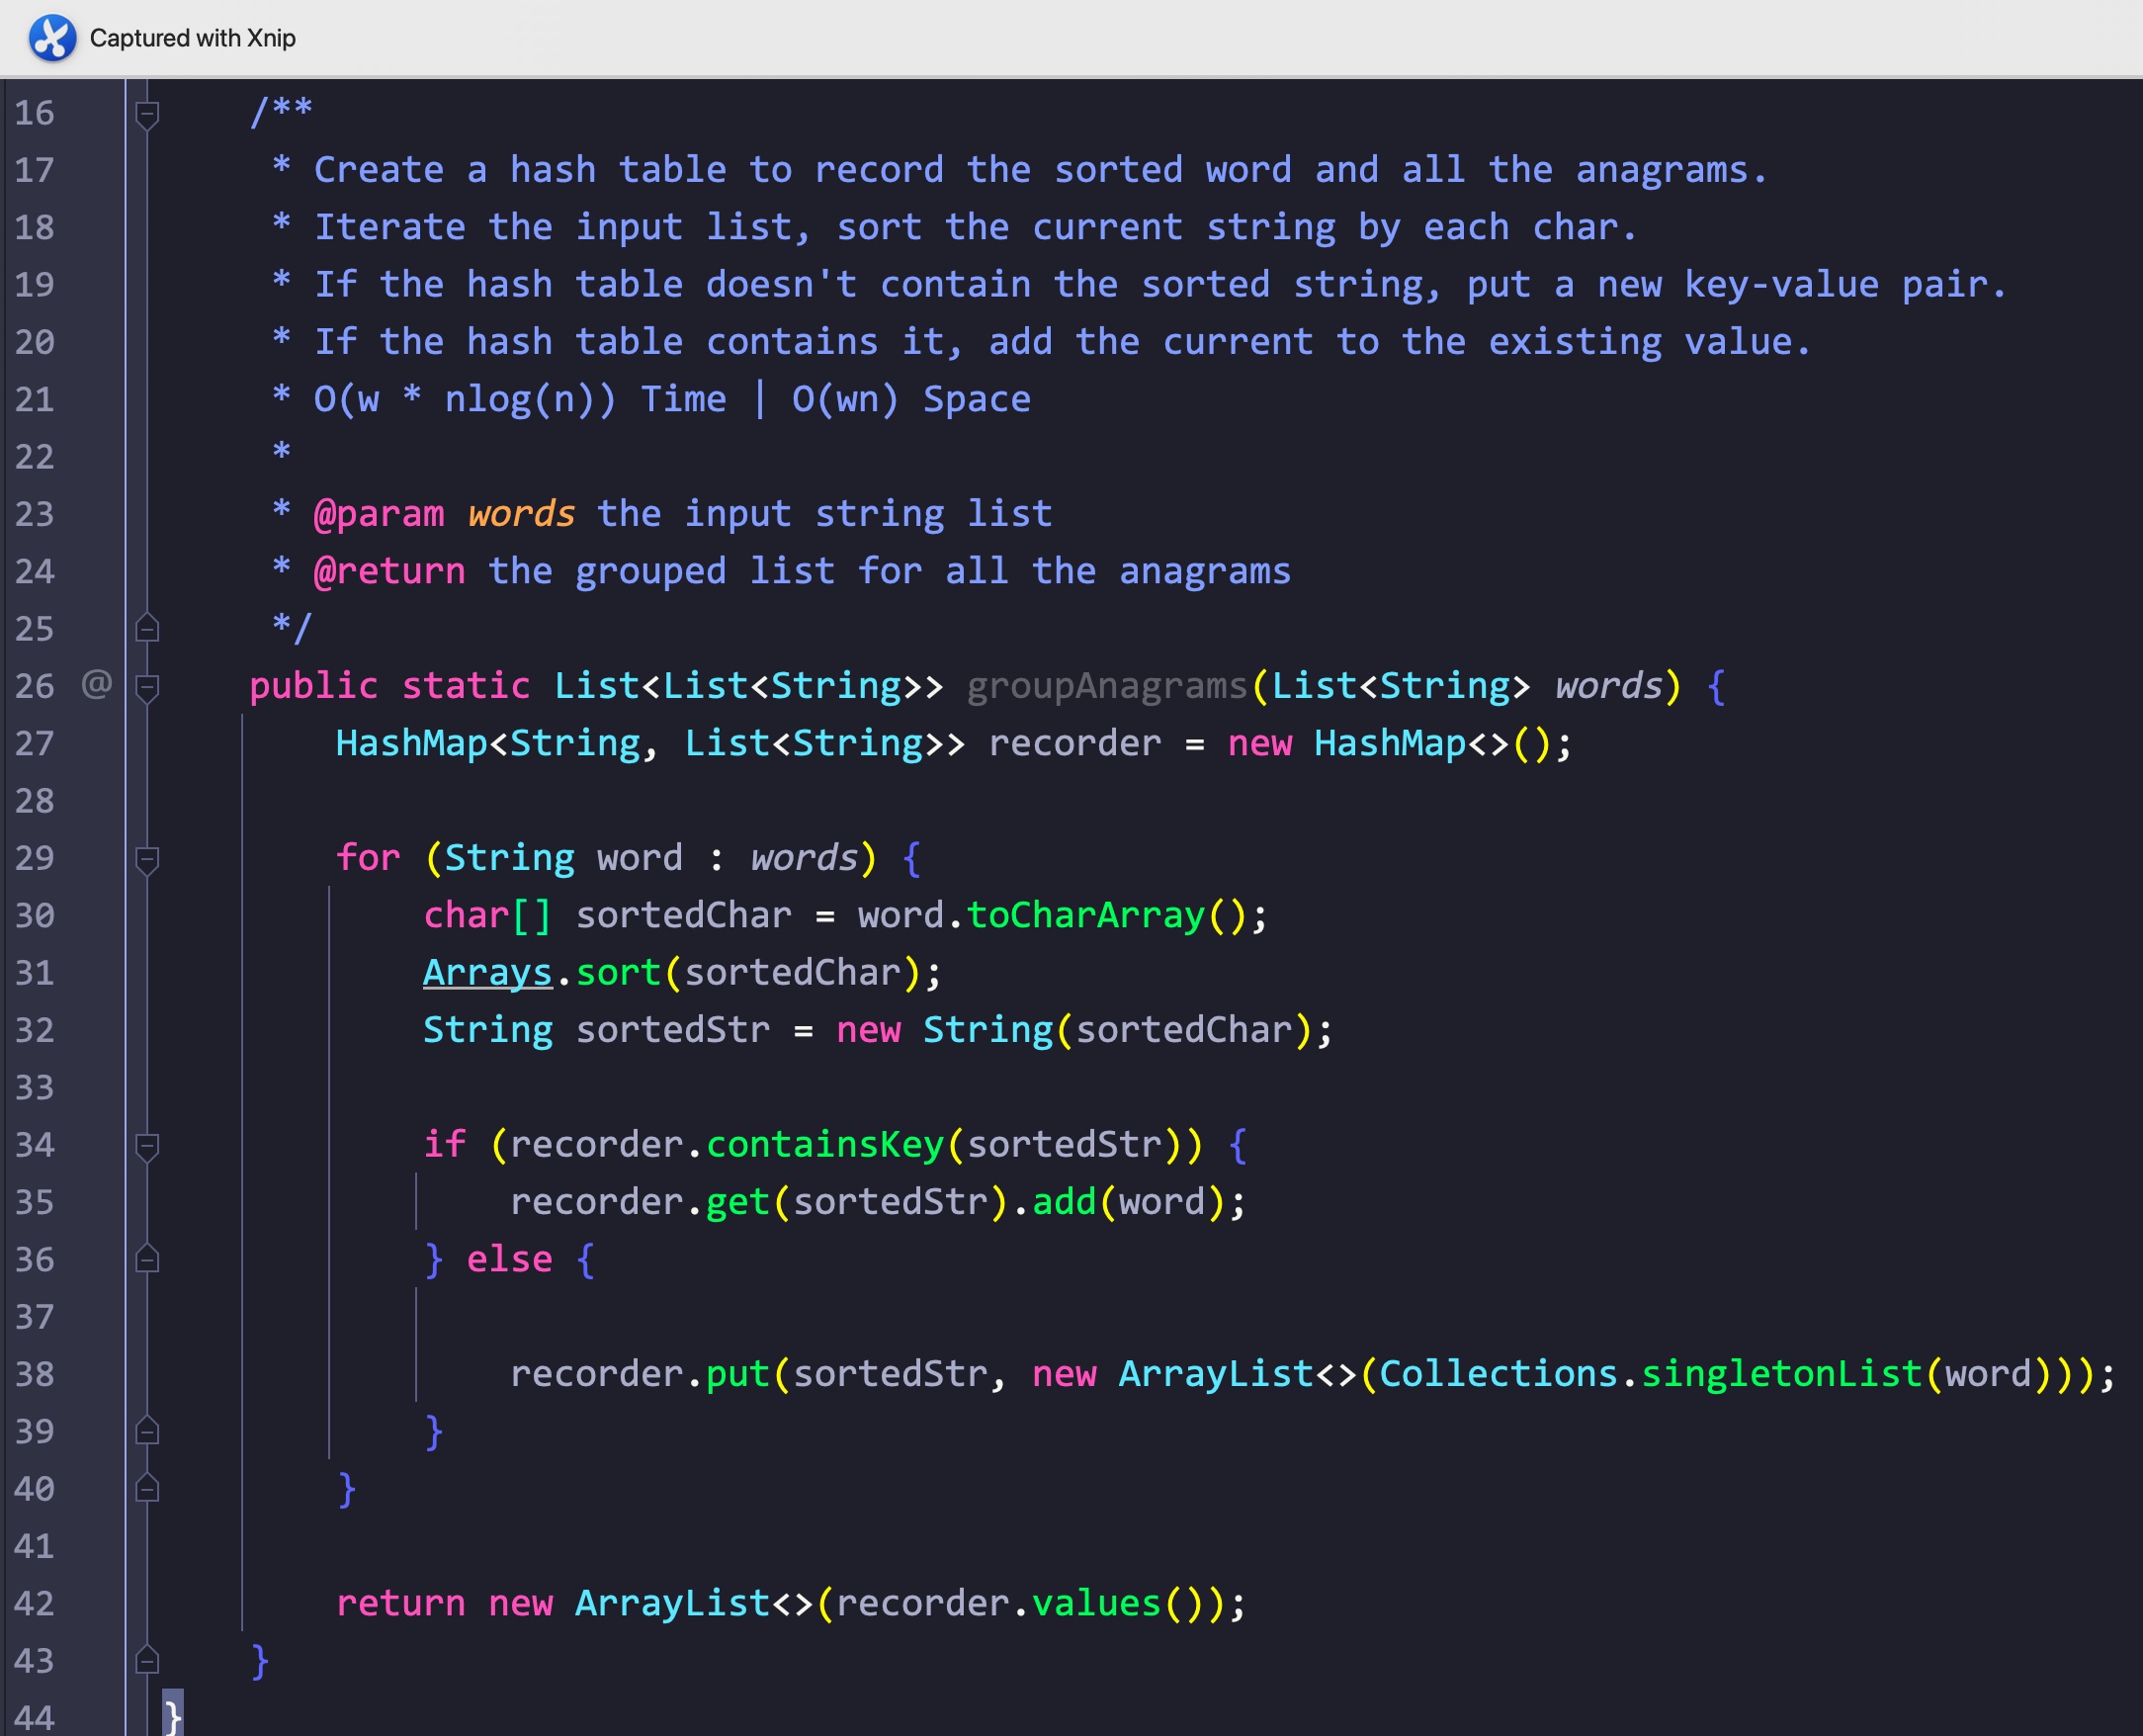 Captured with Xnip
16 /**
17 * Create a hash table to record the sorted word and all the anagrams.
18 * Iterate the input list, sort the current string by each char.
19 * If the hash table doesn't contain the sorted string, put a new key-value pair.
20 * If the hash table contains it, add the current to the existing value.
21 * O(w * nlog(n)) Time | O(wn) Space
22 *
23 * @param words the input string list
24 * @return the grouped list for all the anagrams
25 */
26 @ public static List<List<String>> groupAnagrams(List<String> words) {
27 HashMap<String, List<String>> recorder = new HashMap<>();
28
29 for (String word : words) {
30 char[] sortedChar = word.toCharArray();
31 Arrays.sort(sortedChar);
32 String sortedStr = new String(sortedChar);
33
34 if (recorder.containsKey(sortedStr)) {
35 recorder.get(sortedStr).add(word);
36 } else {
37
38 recorder.put(sortedStr, new ArrayList<>(Collections.singletonList(word)));
39 }
40 }
41
42 return new ArrayList<>(recorder.values());
43 }
44 }